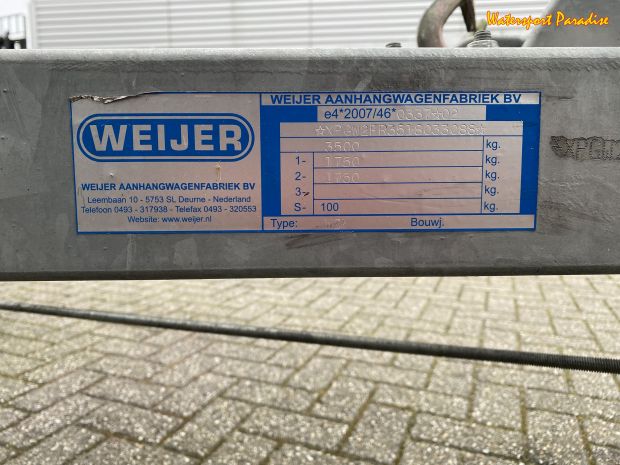 Watersport Paradise
WEIJER
WEIJER AANHANGWAGENFABRIEK BV
Leembaan 10 - 5753 SL Deurne - Nederland
Telefoon 0493 - 317938 - Telefax 0493 - 320553
Website: www.weijer.nl
WEIJER AANHANGWAGENFABRIEK BV
e4*2007/46*0337*02
3500 kg.
1- 1750 kg.
2- 1750 kg.
3- kg.
S- 100 kg.
Type: Bouwj.